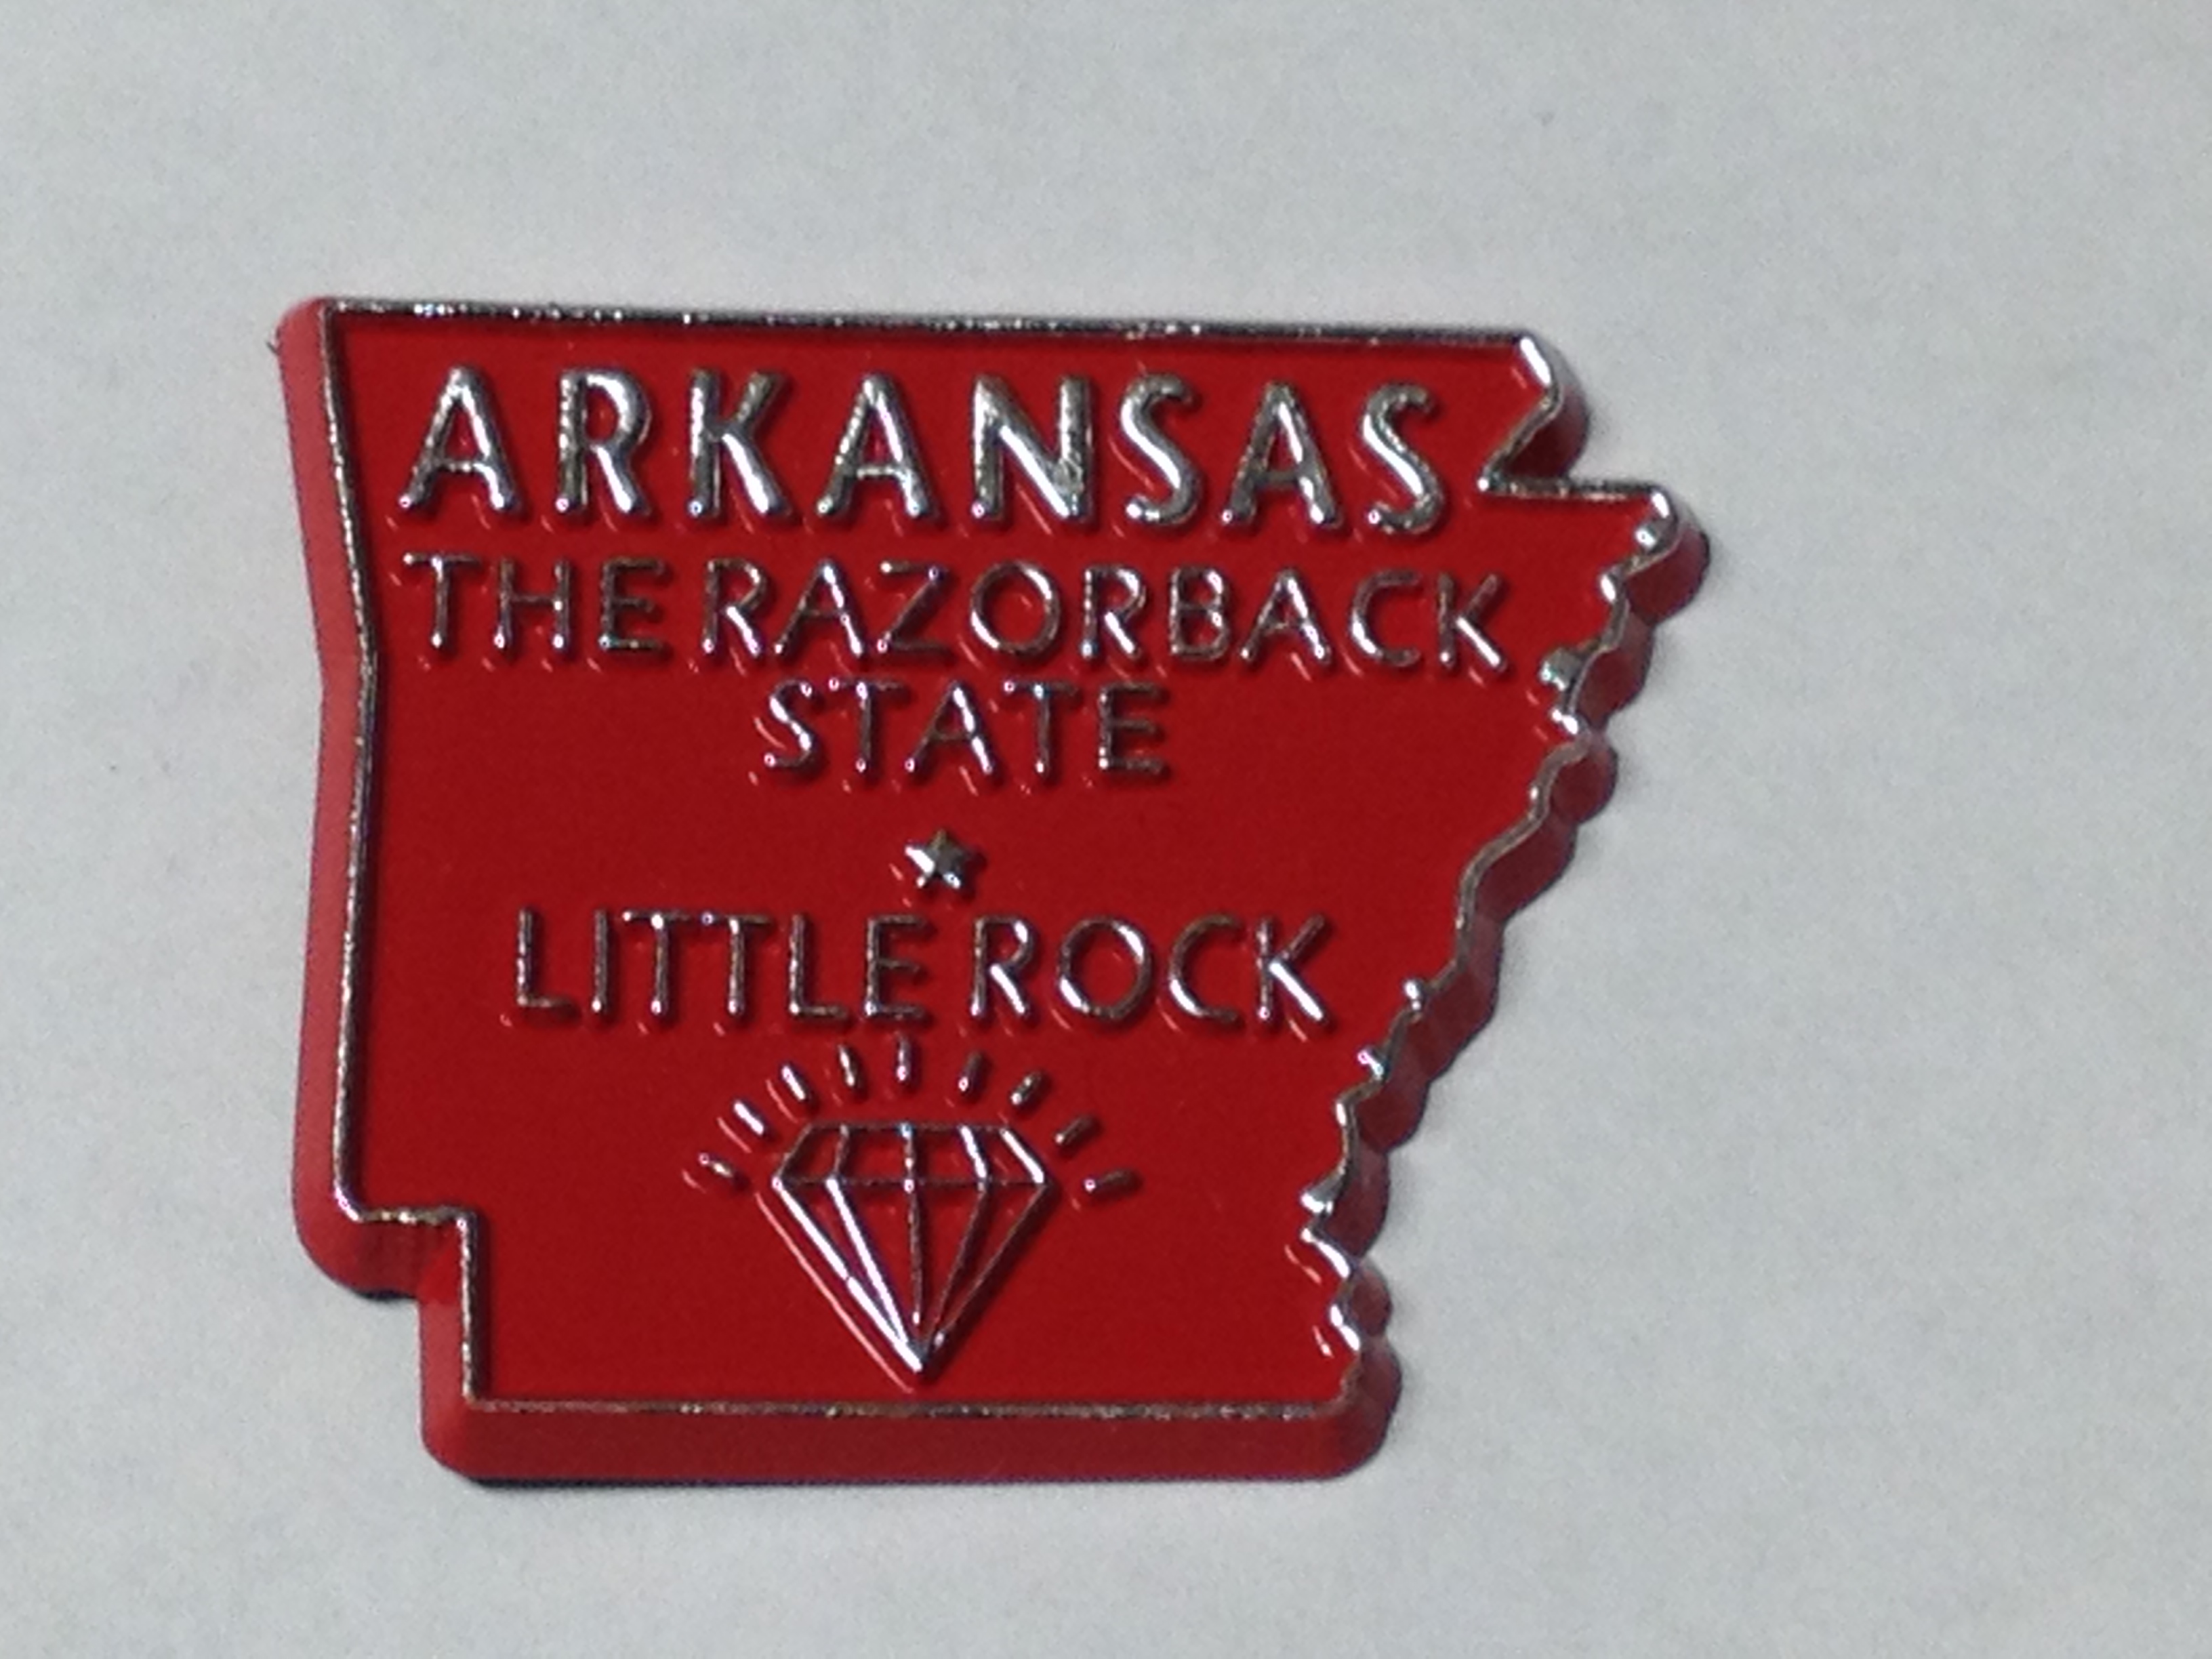 ARKANSAS
THE RAZORBACK
STATE
LITTLE ROCK